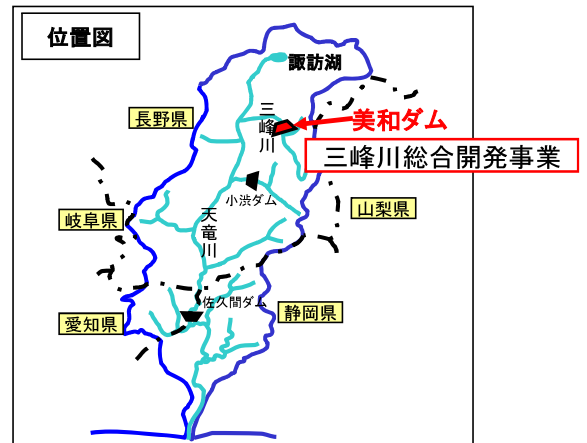 位置図
諏訪湖
長野県
三峰川
美和ダム
三峰川総合開発事業
小渋ダム
岐阜県
天竜川
山梨県
佐久間ダム
静岡県
愛知県